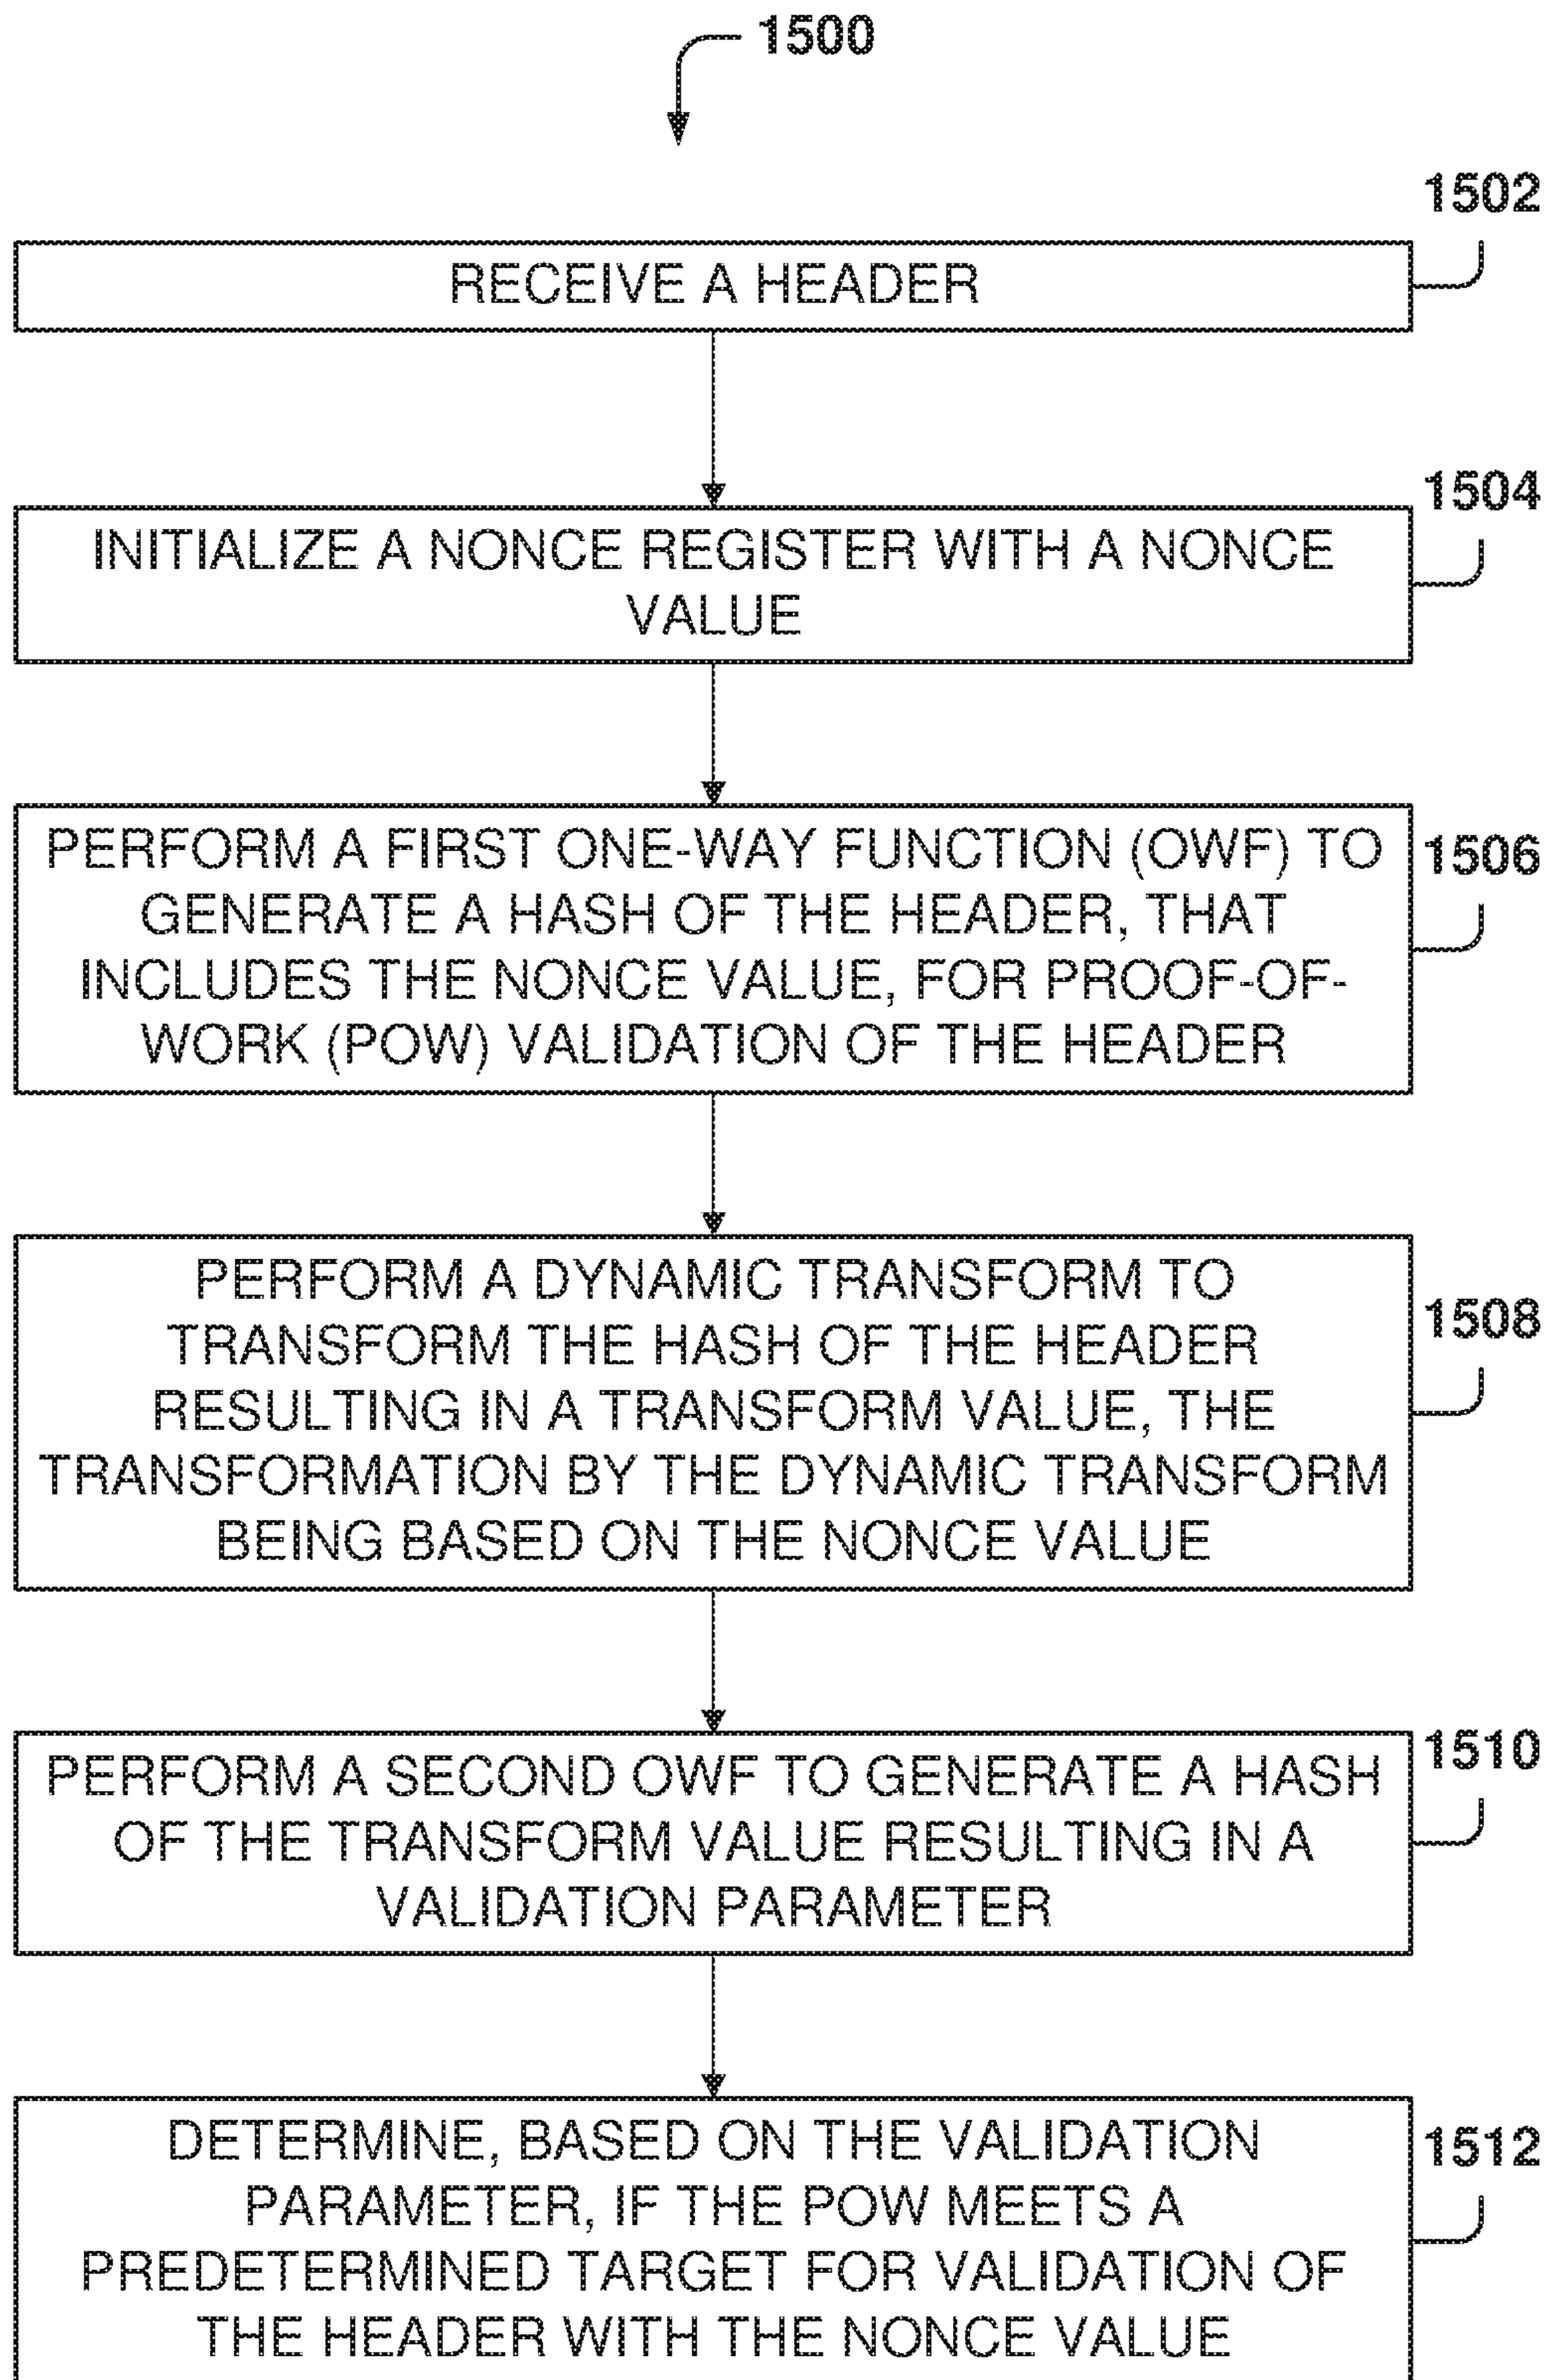 1500
1502
RECEIVE A HEADER
1504
INITIALIZE A NONCE REGISTER WITH A NONCE
VALUE
PERFORM A FIRST ONE-WAY FUNCTION (OWF) TO
1506
GENERATE A HASH OF THE HEADER, THAT
INCLUDES THE NONCE VALUE, FOR PROOF-OF-
WORK (POW) VALIDATION OF THE HEADER
PERFORM A DYNAMIC TRANSFORM TO
1508
TRANSFORM THE HASH OF THE HEADER
RESULTING IN A TRANSFORM VALUE, THE
TRANSFORMATION BY THE DYNAMIC TRANSFORM
BEING BASED ON THE NONCE VALUE
1510
PERFORM A SECOND OWF TO GENERATE A HASH
OF THE TRANSFORM VALUE RESULTING IN A
VALIDATION PARAMETER
DETERMINE, BASED ON THE VALIDATION
1512
PARAMETER, IF THE POW MEETS A
PREDETERMINED TARGET FOR VALIDATION OF
THE HEADER WITH THE NONCE VALUE